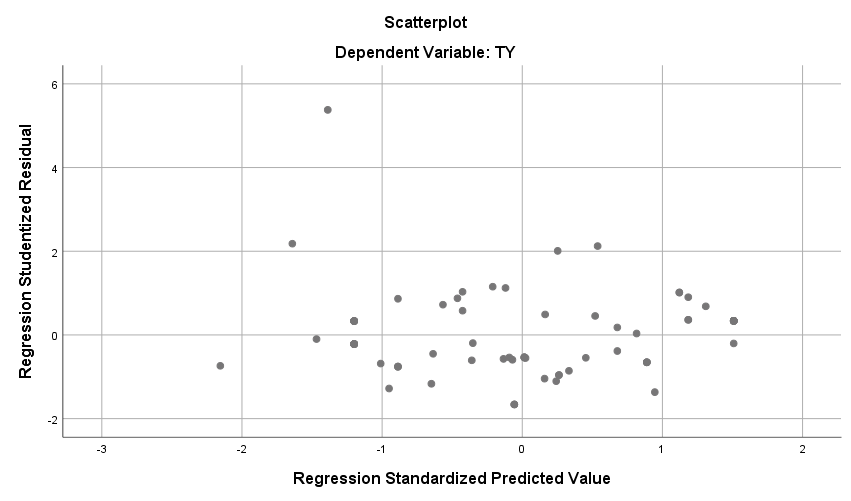 Scatterplot
Dependent Variable: TY
Regression Studentized Residual
6
4
2
0
-2
-3
-2
-1
0
1
2
Regression Standardized Predicted Value